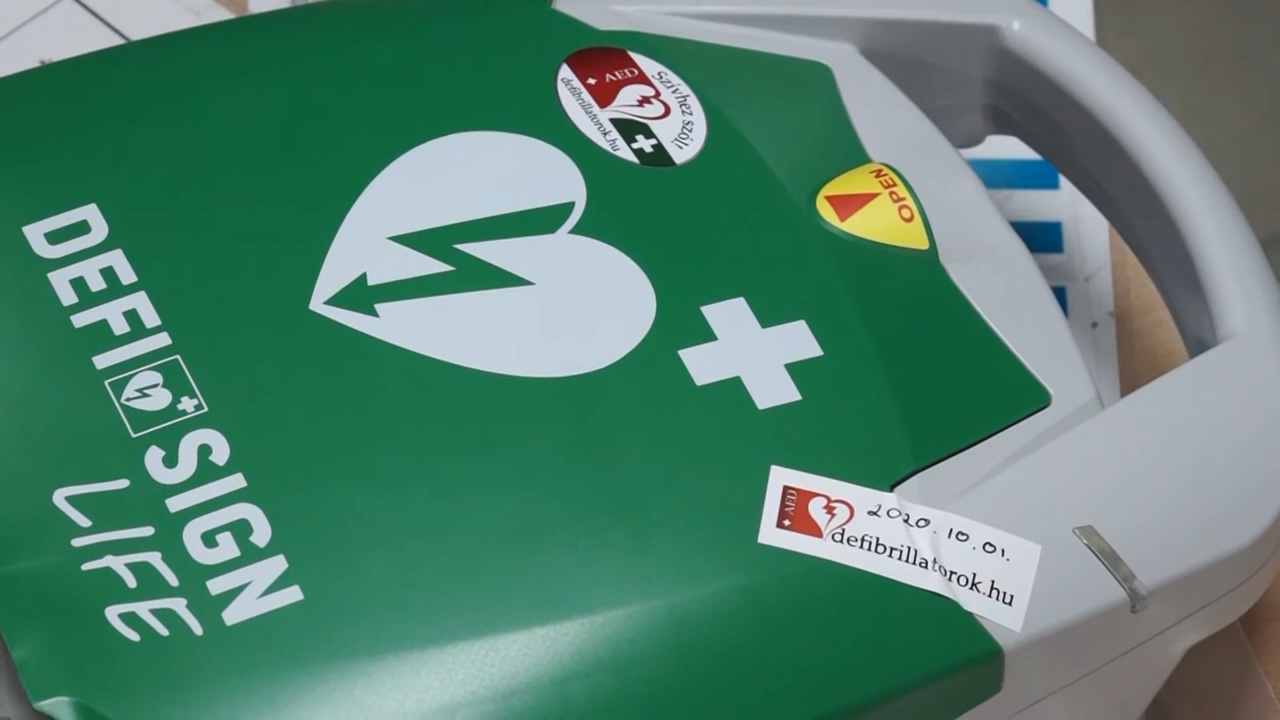 AED
Szívhez szól!
defibrillatorok.hu
OPEN
DEFI SIGN
LIFE
AED
2020.10.01.
defibrillatorok.hu